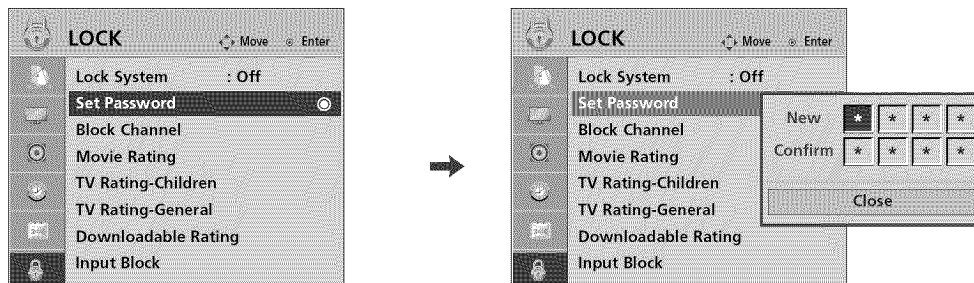 LOCK Move Enter
Lock System : Off
Set Password
Block Channel
Movie Rating
TV Rating-Children
TV Rating-General
Downloadable Rating
Input Block
LOCK Move Enter
Lock System : Off
Set Password
Block Channel
Movie Rating
TV Rating-Children
TV Rating-General
Downloadable Rating
Input Block
New * * * *
Confirm * * * *
Close